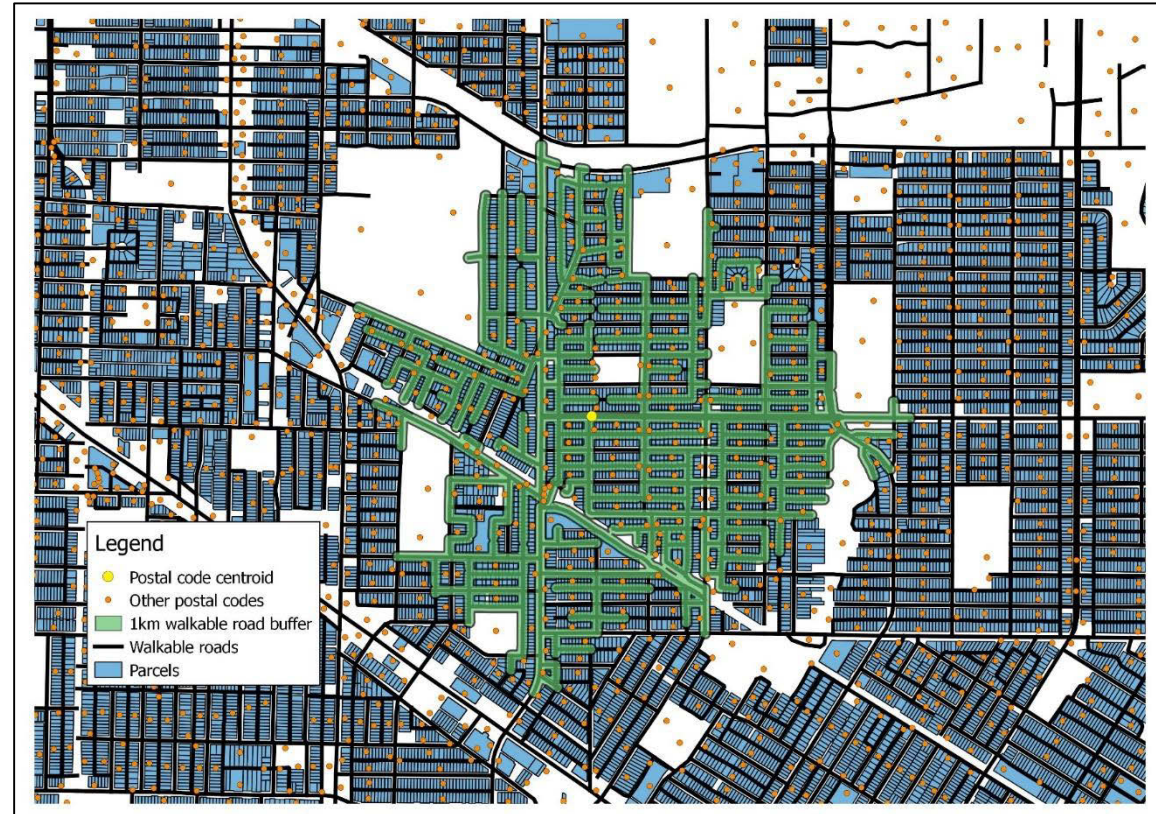 Legend
Postal code centroid
Other postal codes
1km walkable road buffer
Walkable roads
Parcels